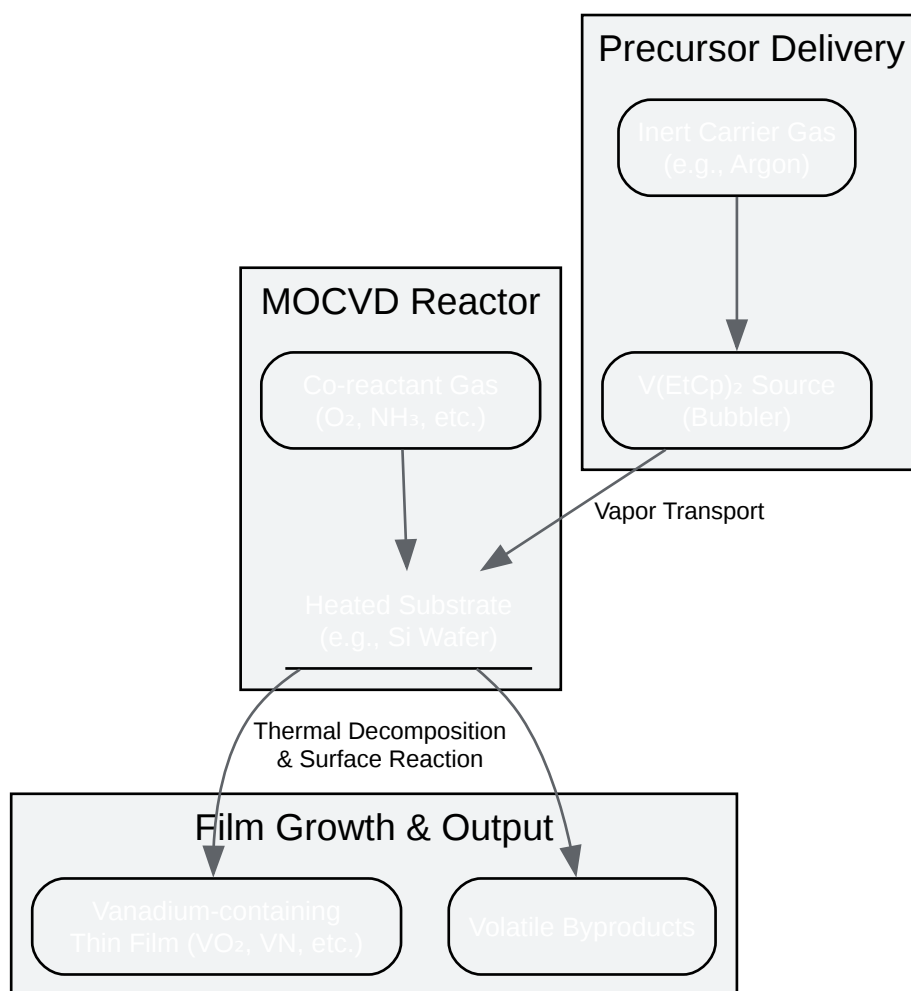 Precursor Delivery
Inert Carrier Gas
(e.g., Argon)
MOCVD Reactor
Co-reactant Gas
(O₂, NH₃, etc.)
V(EtCp)₂ Source
(Bubbler)
Vapor Transport
Heated Substrate
(e.g., Si Wafer)
Thermal Decomposition
& Surface Reaction
Film Growth & Output
Vanadium-containing
Thin Film (VO₂, VN, etc.)
Volatile Byproducts